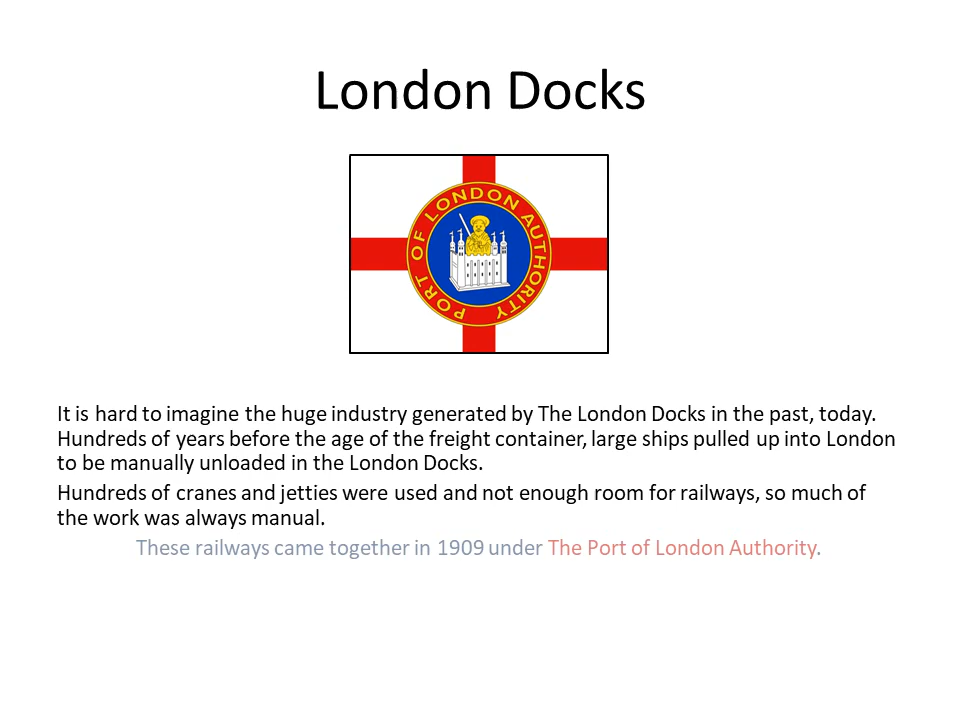 London Docks
PORT OF LONDON AUTHORITY
It is hard to imagine the huge industry generated by The London Docks in the past, today.
Hundreds of years before the age of the freight container, large ships pulled up into London
to be manually unloaded in the London Docks.
Hundreds of cranes and jetties were used and not enough room for railways, so much of
the work was always manual.
These railways came together in 1909 under The Port of London Authority.